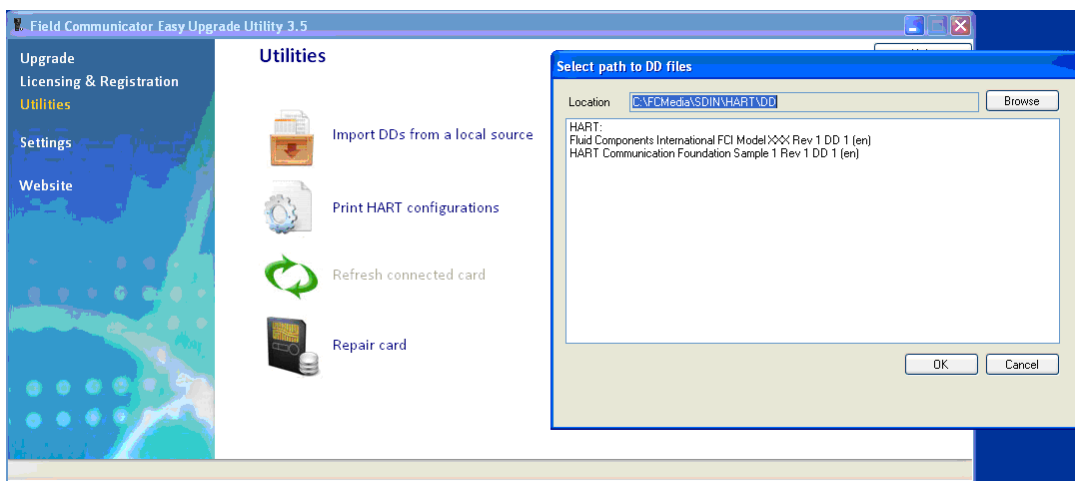 Field Communicator Easy Upgrade Utility 3.5
Upgrade
Licensing & Registration
Utilities
Settings
Website
Utilities
Import DDs from a local source
Print HART configurations
Refresh connected card
Repair card
Select path to DD files
Location C:\FCMedia\SDIN\HART\DD Browse
HART:
Fluid Components International FCI Model XXX Rev 1 DD 1 (en)
HART Communication Foundation Sample 1 Rev 1 DD 1 (en)
OK Cancel